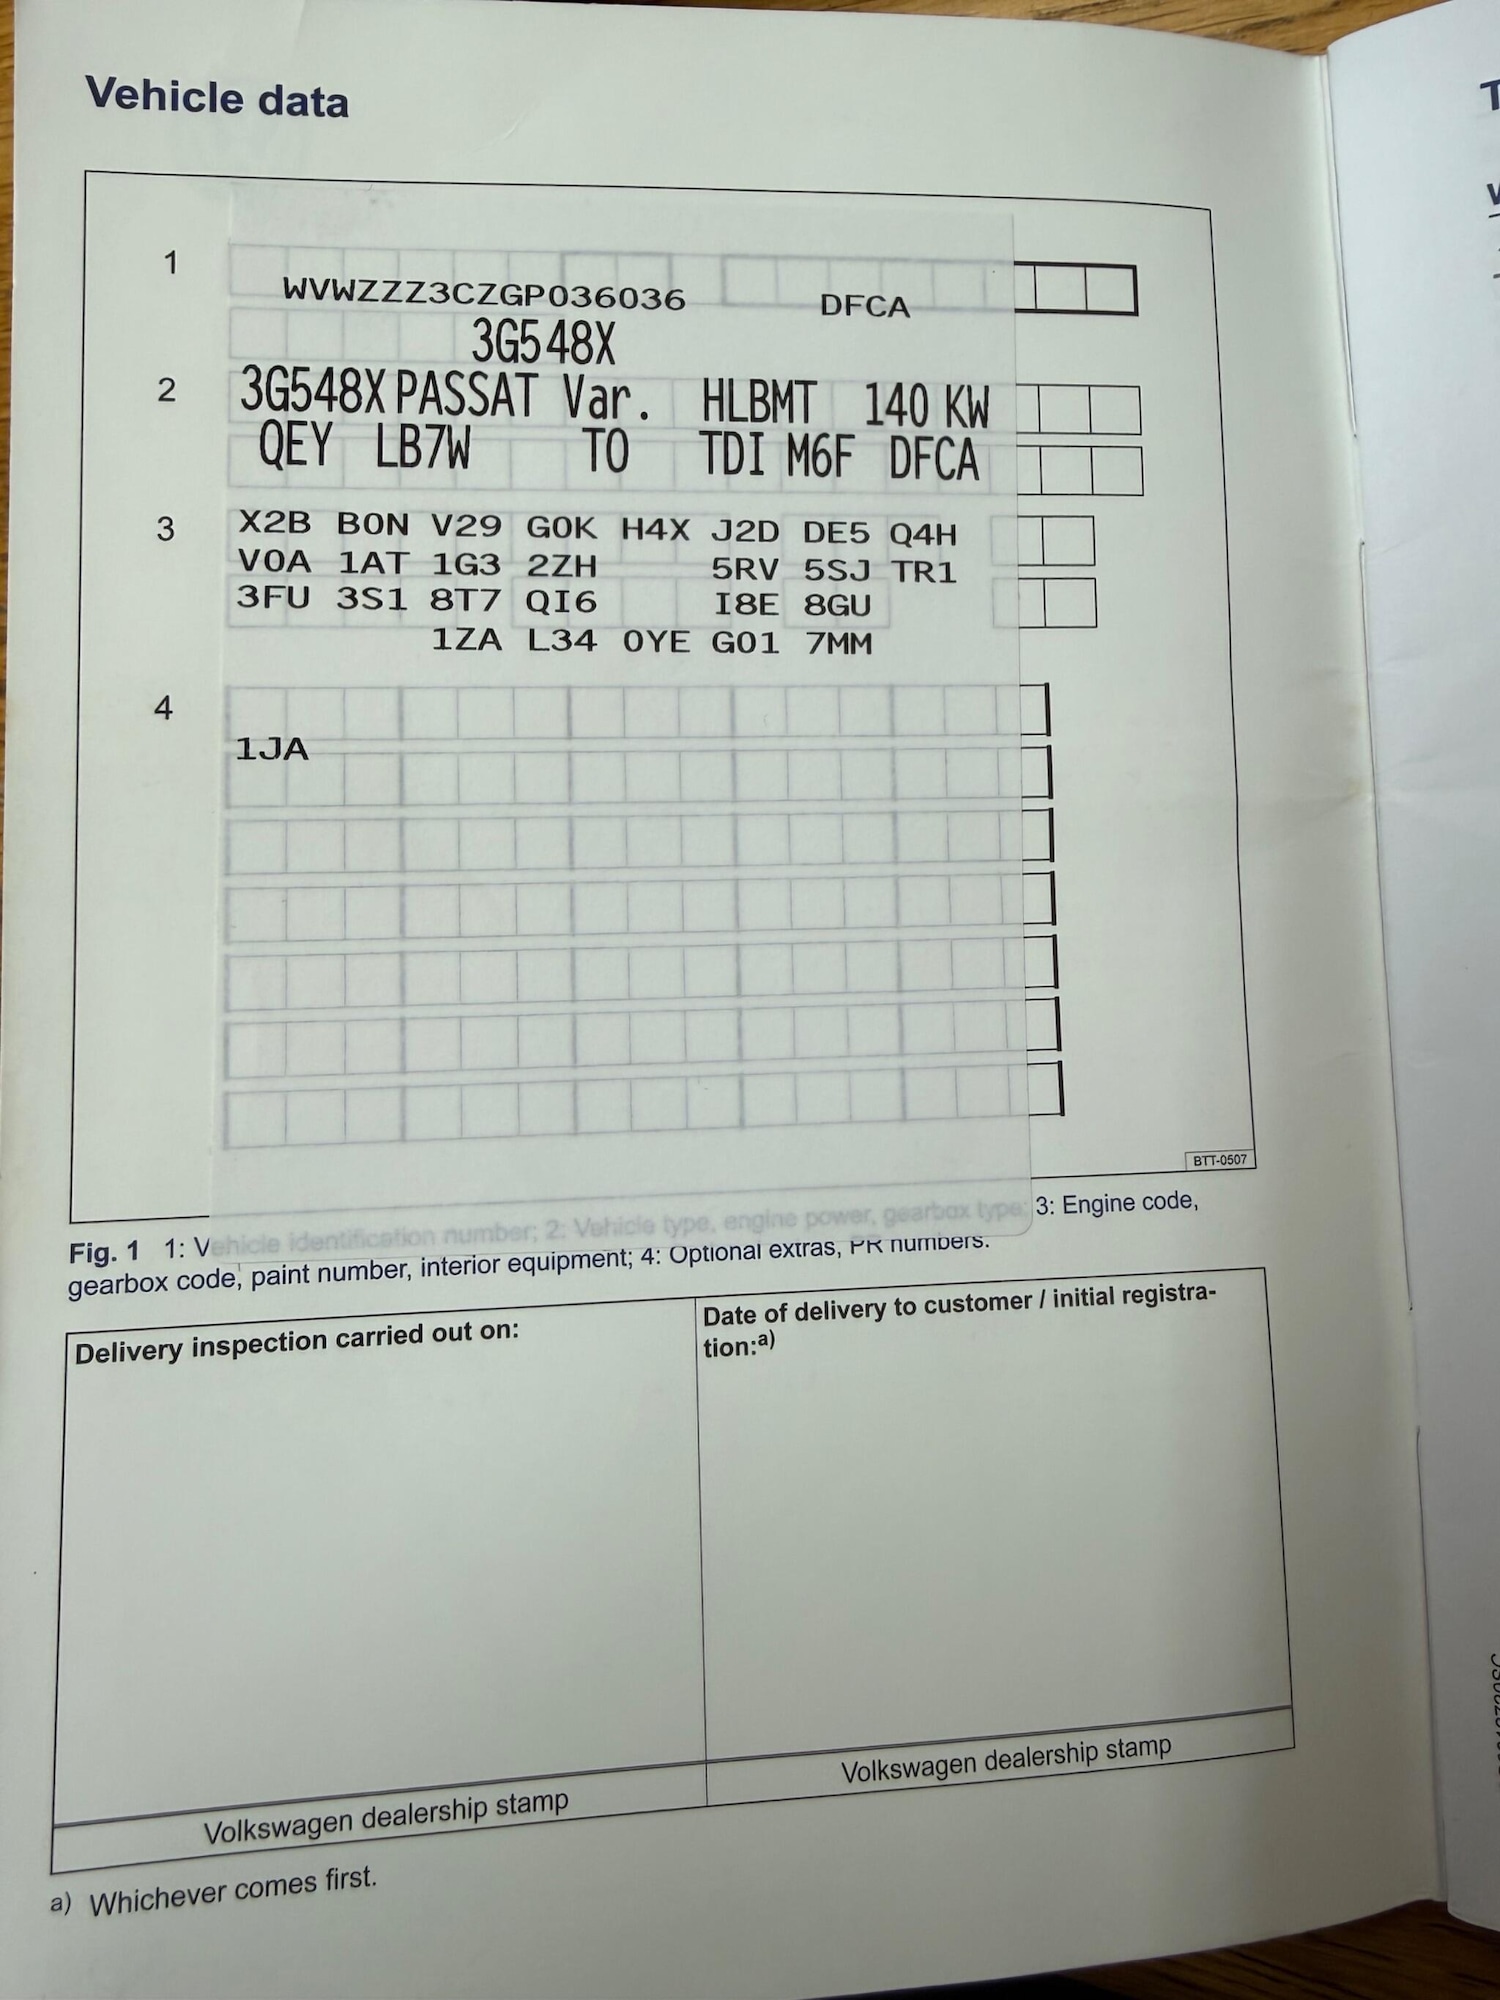 Vehicle data
1
WVWZZZ3CZGP036036 DFCA
3G548X
2
3G548X PASSAT Var. HLBMT 140 KW
QEY LB7W TO TDI M6F DFCA
3
X2B B0N V29 G0K H4X J2D DE5 Q4H
V0A 1AT 1G3 2ZH 5RV 5SJ TR1
3FU 3S1 8T7 QI6 I8E 8GU
1ZA L34 0YE G01 7MM
4
1JA
BTT-0507
Fig. 1 1: Vehicle identification number; 2: Vehicle type, engine power, gearbox type; 3: Engine code,
gearbox code, paint number, interior equipment; 4: Optional extras, PR numbers.
Delivery inspection carried out on:
Date of delivery to customer / initial registra-
tion:a)
Volkswagen dealership stamp
Volkswagen dealership stamp
a) Whichever comes first.